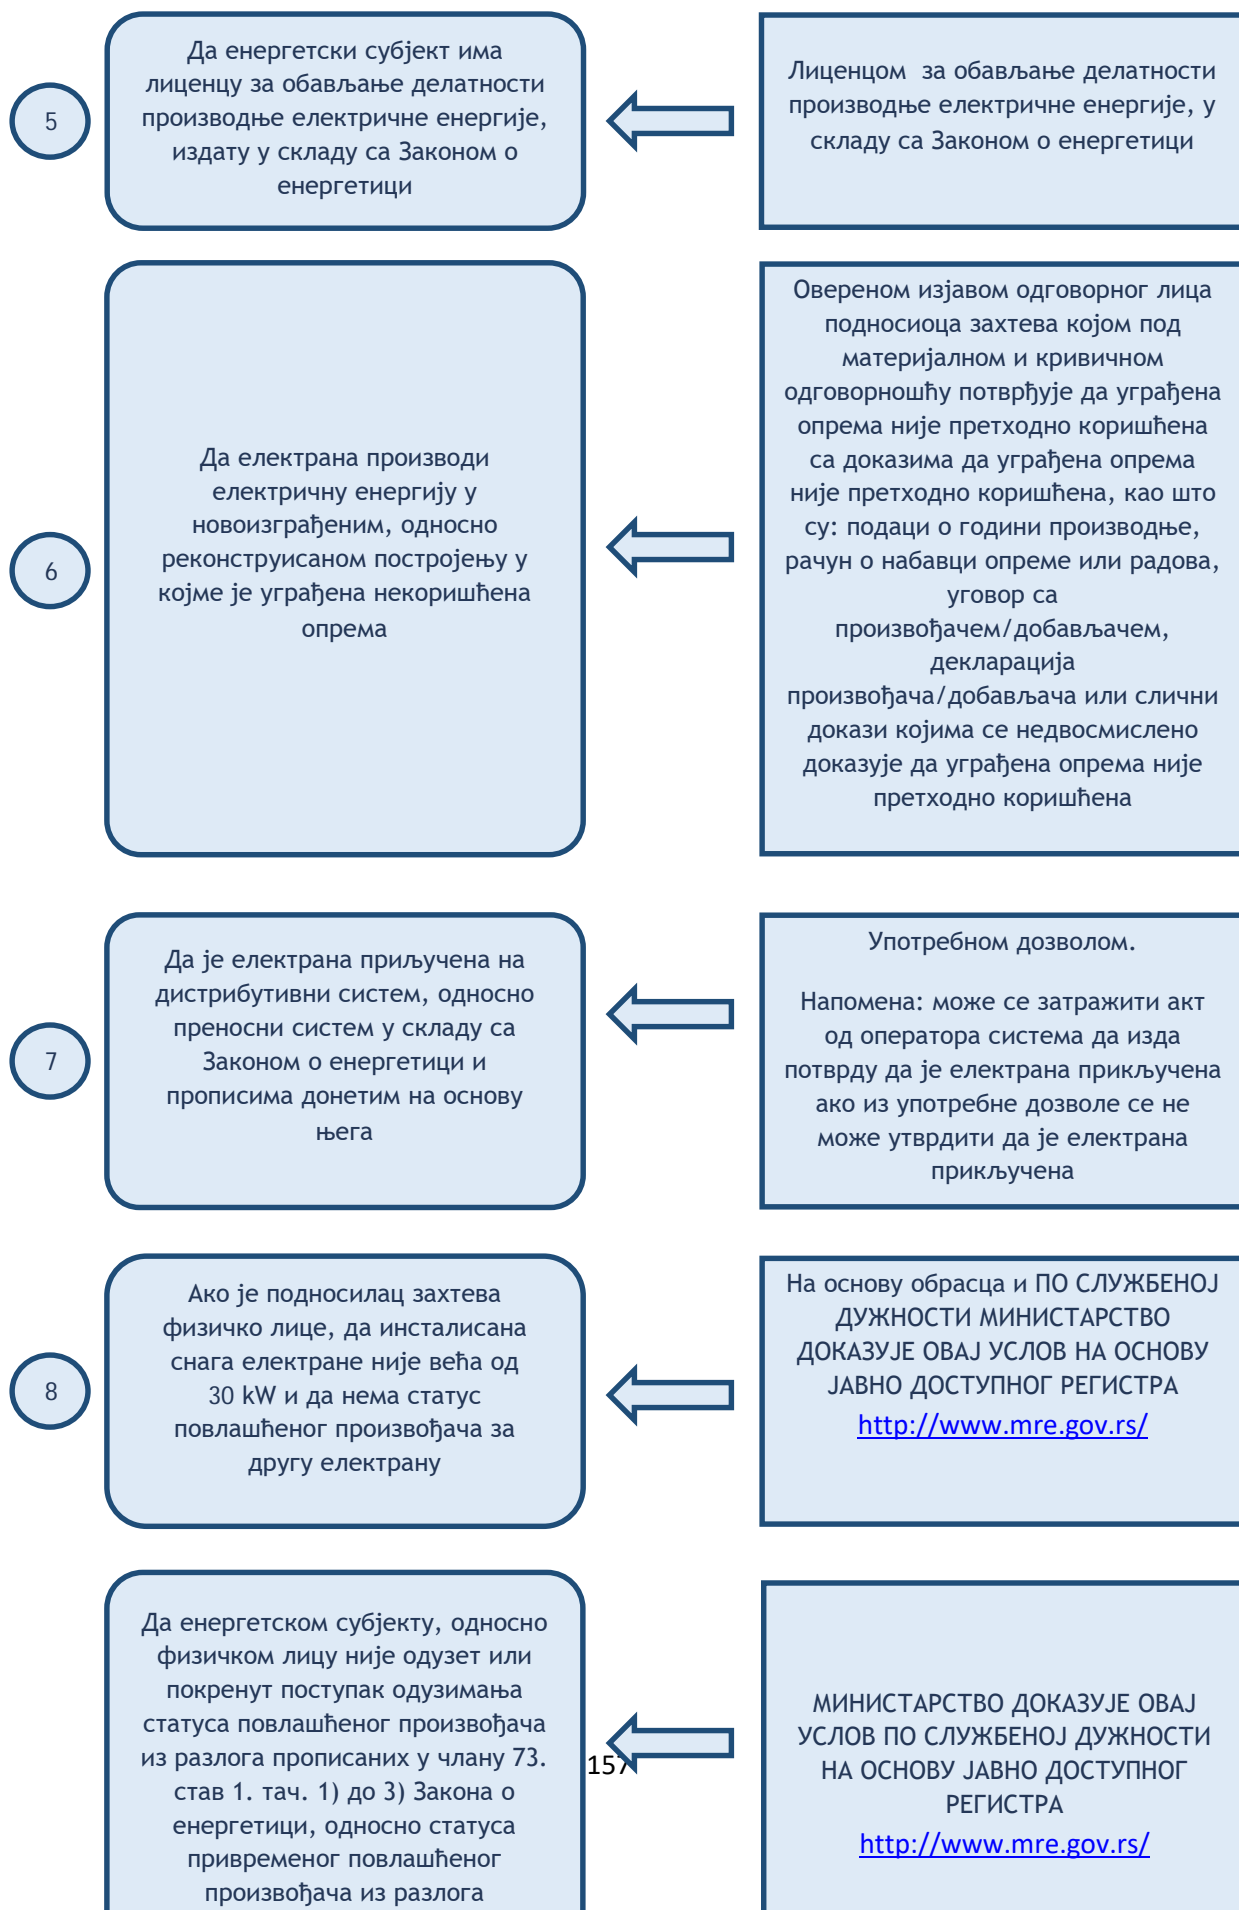 5
Да енергетски субјект има
лиценцу за обављање делатности
производње електричне енергије,
издату у складу са Законом о
енергетици
Лиценцом за обављање делатности
производње електричне енергије, у
складу са Законом о енергетици
6
Да електрана производи
електричну енергију у
новоизграђеним, односно
реконструисаном постројењу у
којме је уграђена некоришћена
опрема
Овереном изјавом одговорног лица
подносиоца захтева којом под
материјалном и кривичном
одговорношћу потврђује да уграђена
опрема није претходно коришћена
са доказима да уграђена опрема
није претходно коришћена, као што
су: подаци о години производње,
рачун о набавци опреме или радова,
уговор са
произвођачем/добављачем,
декларација
произвођача/добављача или слични
докази којима се недвосмислено
доказује да уграђена опрема није
претходно коришћена
7
Да је електрана приључена на
дистрибутивни систем, односно
преносни систем у складу са
Законом о енергетици и
прописима донетим на основу
њега
Употребном дозволом.
Напомена: може се затражити акт
од оператора система да изда
потврду да је електрана прикључена
ако из употребне дозволе се не
може утврдити да је електрана
прикључена
8
Ако је подносилац захтева
физичко лице, да инсталисана
снага електране није већа од
30 kW и да нема статус
повлашћеног произвођача за
другу електрану
На основу обрасца и ПО СЛУЖБЕНОЈ
ДУЖНОСТИ МИНИСТАРСТВО
ДОКАЗУЈЕ ОВАЈ УСЛОВ НА ОСНОВУ
ЈАВНО ДОСТУПНОГ РЕГИСТРА
http://www.mre.gov.rs/
Да енергетском субјекту, односно
физичком лицу није одузет или
покренут поступак одузимања
статуса повлашћеног произвођача
из разлога прописаних у члану 73.
став 1. тач. 1) до 3) Закона о
енергетици, односно статуса
привременог повлашћеног
произвођача из разлога
157
МИНИСТАРСТВО ДОКАЗУЈЕ ОВАЈ
УСЛОВ ПО СЛУЖБЕНОЈ ДУЖНОСТИ
НА ОСНОВУ ЈАВНО ДОСТУПНОГ
РЕГИСТРА
http://www.mre.gov.rs/